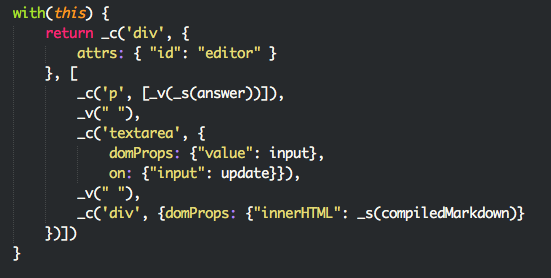 with(this) {
return _c('div', {
attrs: { "id": "editor" }
}, [
_c('p', [_v(_s(answer))]),
_v(" "),
_c('textarea', {
domProps: {"value": input},
on: {"input": update}}),
_v(" "),
_c('div', {domProps: {"innerHTML": _s(compiledMarkdown)}
})])
}